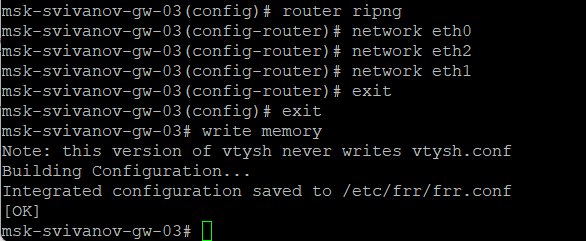 msk-svivanov-gw-03(config)# router ripng
msk-svivanov-gw-03(config-router)# network eth0
msk-svivanov-gw-03(config-router)# network eth2
msk-svivanov-gw-03(config-router)# network eth1
msk-svivanov-gw-03(config-router)# exit
msk-svivanov-gw-03(config)# exit
msk-svivanov-gw-03# write memory
Note: this version of vtysh never writes vtysh.conf
Building Configuration...
Integrated configuration saved to /etc/frr/frr.conf
[OK]
msk-svivanov-gw-03#